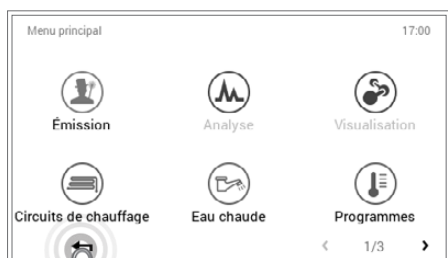 Menu principal 17:00
Émission Analyse Visualisation
Circuits de chauffage Eau chaude Programmes
1/3